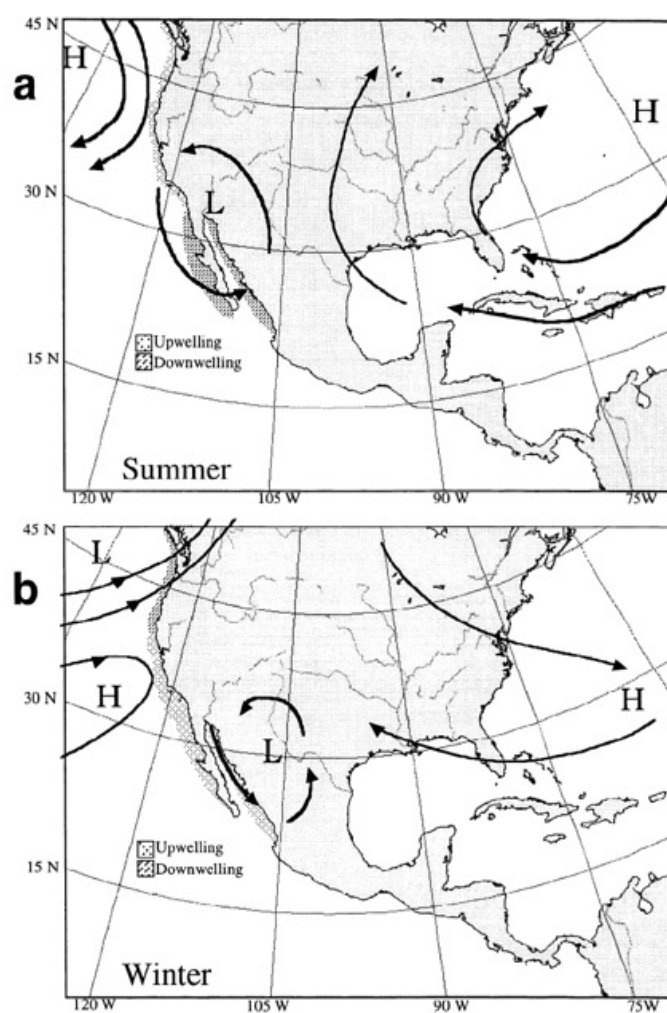 45 N
H
a
H
30 N
L
Upwelling
Downwelling
15 N
Summer
120 W
105 W
90 W
75W
45 N
L
b
H
30 N
H
L
Upwelling
Downwelling
15 N
Winter
120 W
105 W
90 W
75W